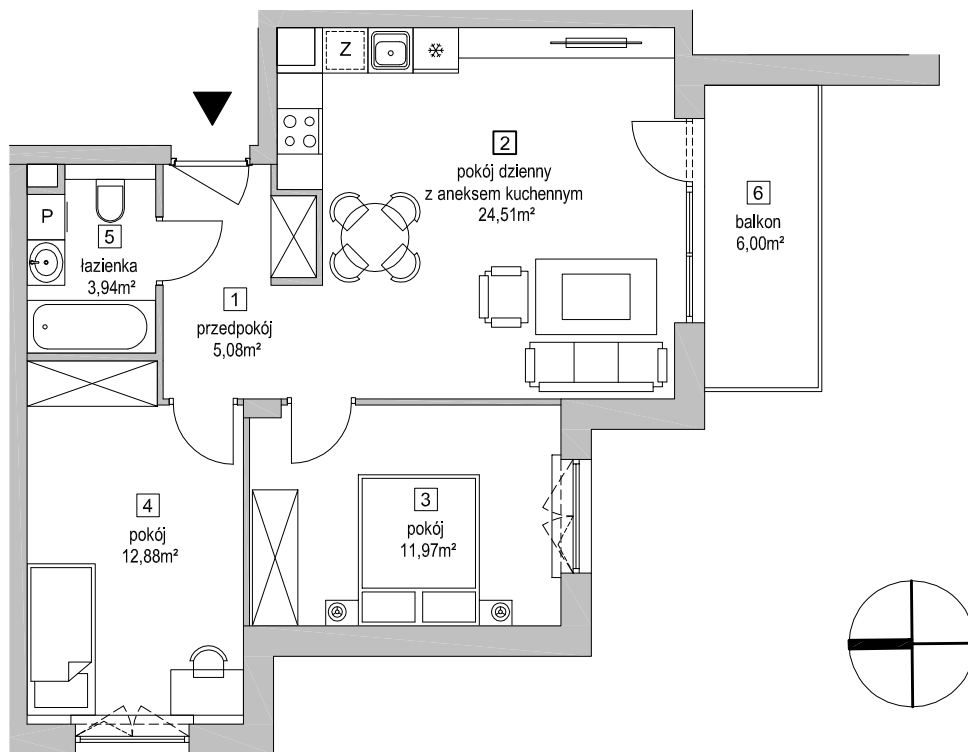 Z
2
pokój dzienny
z aneksem kuchennym
24,51m²
6
balkon
6,00m²
P
5
łazienka
3,94m²
1
przedpokój
5,08m²
4
pokój
12,88m²
3
pokój
11,97m²